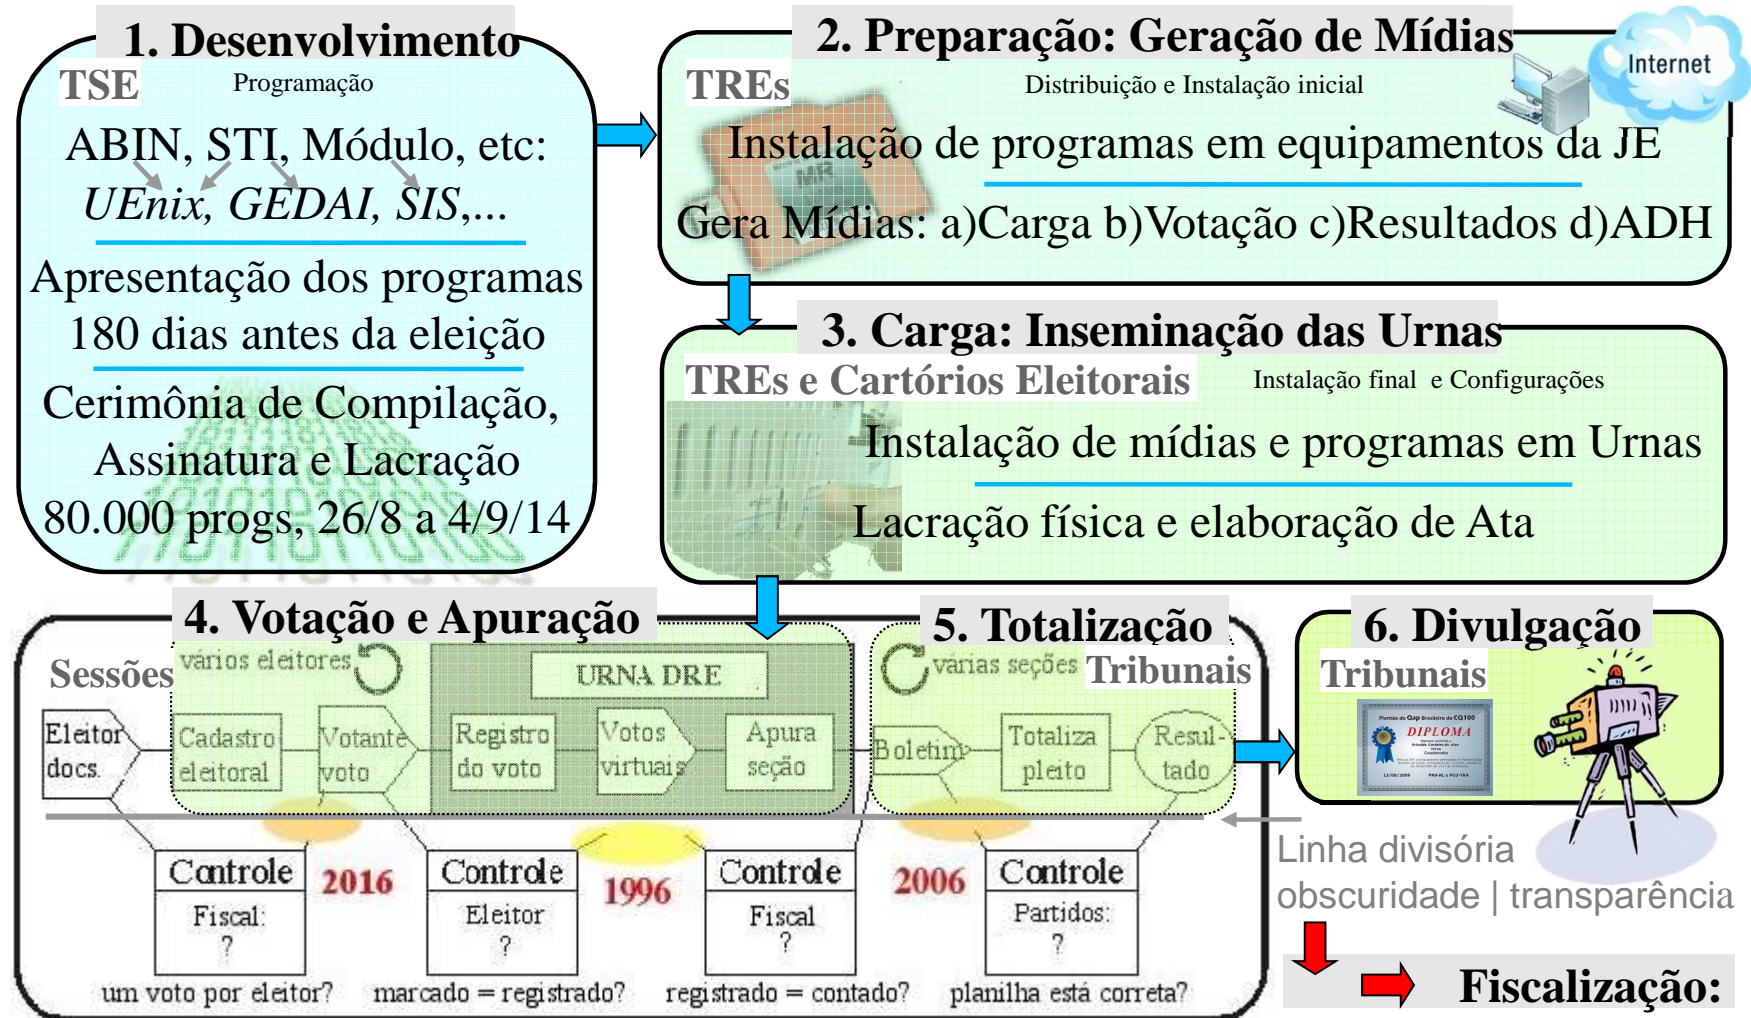 1. Desenvolvimento
TSE
Programação
ABIN, STI, Módulo, etc:
UEnix, GEDAI, SIS,...
Apresentação dos programas
180 dias antes da eleição
Cerimônia de Compilação,
Assinatura e Lacração
80.000 progs, 26/8 a 4/9/14
2. Preparação: Geração de Mídias
Internet
TREs
Distribuição e Instalação inicial
Instalação de programas em equipamentos da JE
Gera Mídias: a)Carga b)Votação c)Resultados d)ADH
3. Carga: Inseminação das Urnas
TREs e Cartórios Eleitorais
Instalação final e Configurações
Instalação de mídias e programas em Urnas
Lacração física e elaboração de Ata
4. Votação e Apuração
Sessões
vários eleitores
URNA DRE
Eleitor
docs.
Cadastro
eleitoral
Votante
voto
Registro
do voto
Votos
virtuais
Apura
seção
5. Totalização
várias seções
Tribunais
Boletim
Totaliza
pleito
Resul-
tado
6. Divulgação
Tribunais
DIPLOMA
Controle
Fiscal:
?
um voto por eleitor?
2016
Controle
Eleitor
?
marcado = registrado?
1996
Controle
Fiscal
?
registrado = contado?
2006
Controle
Partidos:
?
planilha está correta?
Linha divisória
obscuridade | transparência
Fiscalização: